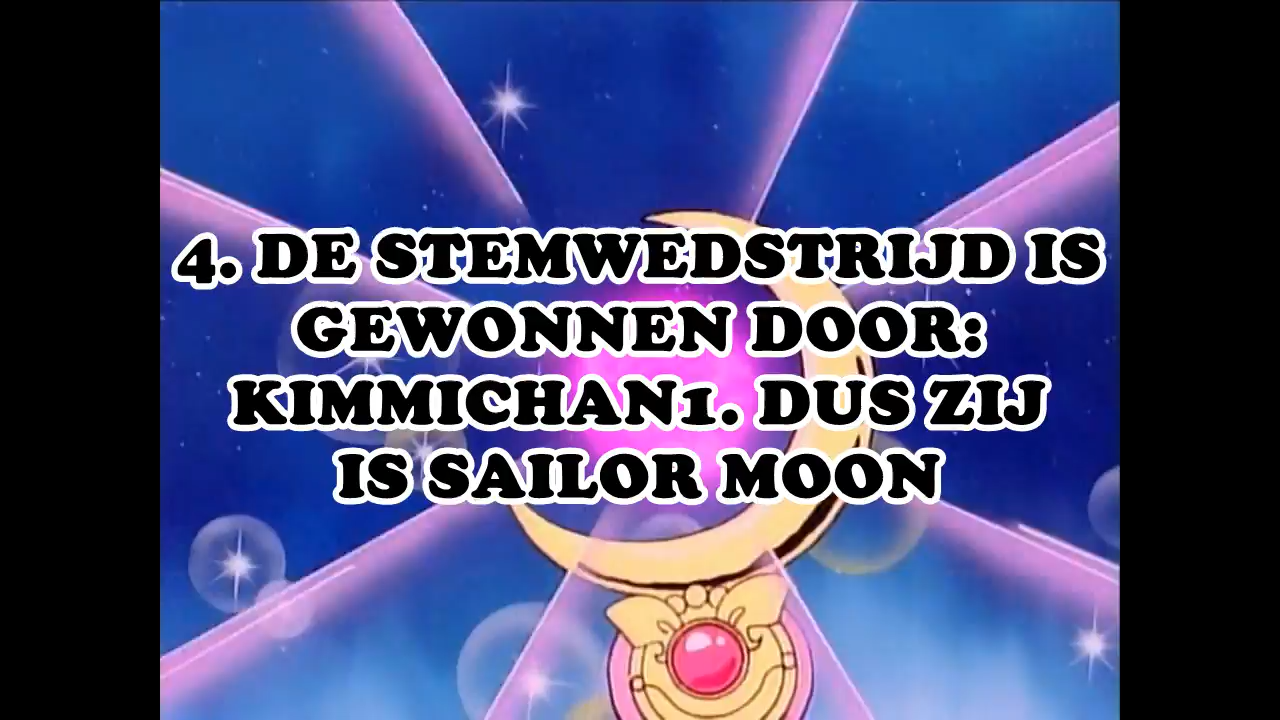 4. DE STEMWEDSTRIJD IS
GEWONNEN DOOR:
KIMMICHAN1. DUS ZIJ
IS SAILOR MOON